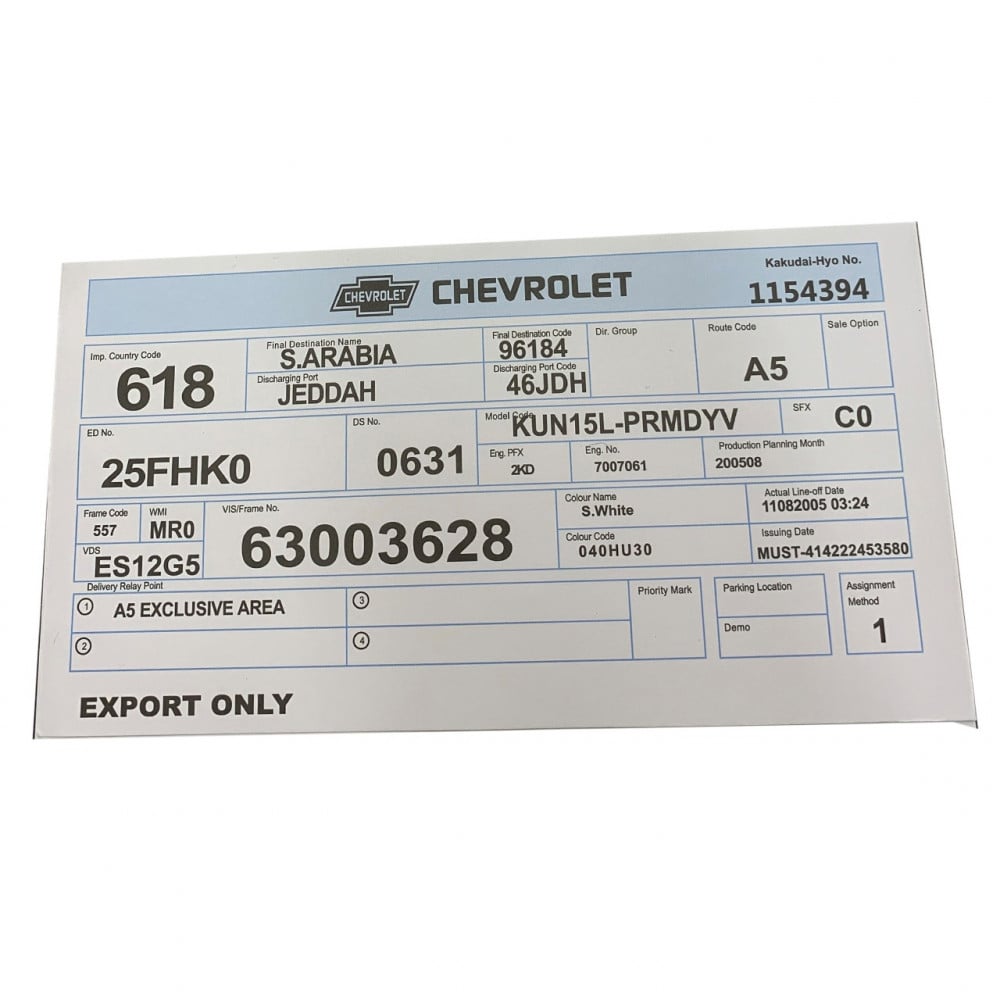 CHEVROLET CHEVROLET
Kakudai-Hyo No.
1154394
Imp. Country Code
618
Final Destination Name
S.ARABIA
Final Destination Code
96184
Discharging Port
JEDDAH
Discharging Port Code
46JDH
Dir. Group
Route Code
A5
Sale Option
ED No.
25FHK0
DS No.
0631
Model Code
KUN15L-PRMDYV
SFX
C0
Eng. PFX
2KD
Eng. No.
7007061
Production Planning Month
200508
Frame Code
557
WMI
MR0
VDS
ES12G5
VIS/Frame No.
63003628
Colour Name
S.White
Colour Code
040HU30
Actual Line-off Date
11082005 03:24
Issuing Date
MUST-414222453580
Delivery Relay Point
① A5 EXCLUSIVE AREA
②
③
④
Priority Mark
Parking Location
Demo
Assignment
Method
1
EXPORT ONLY